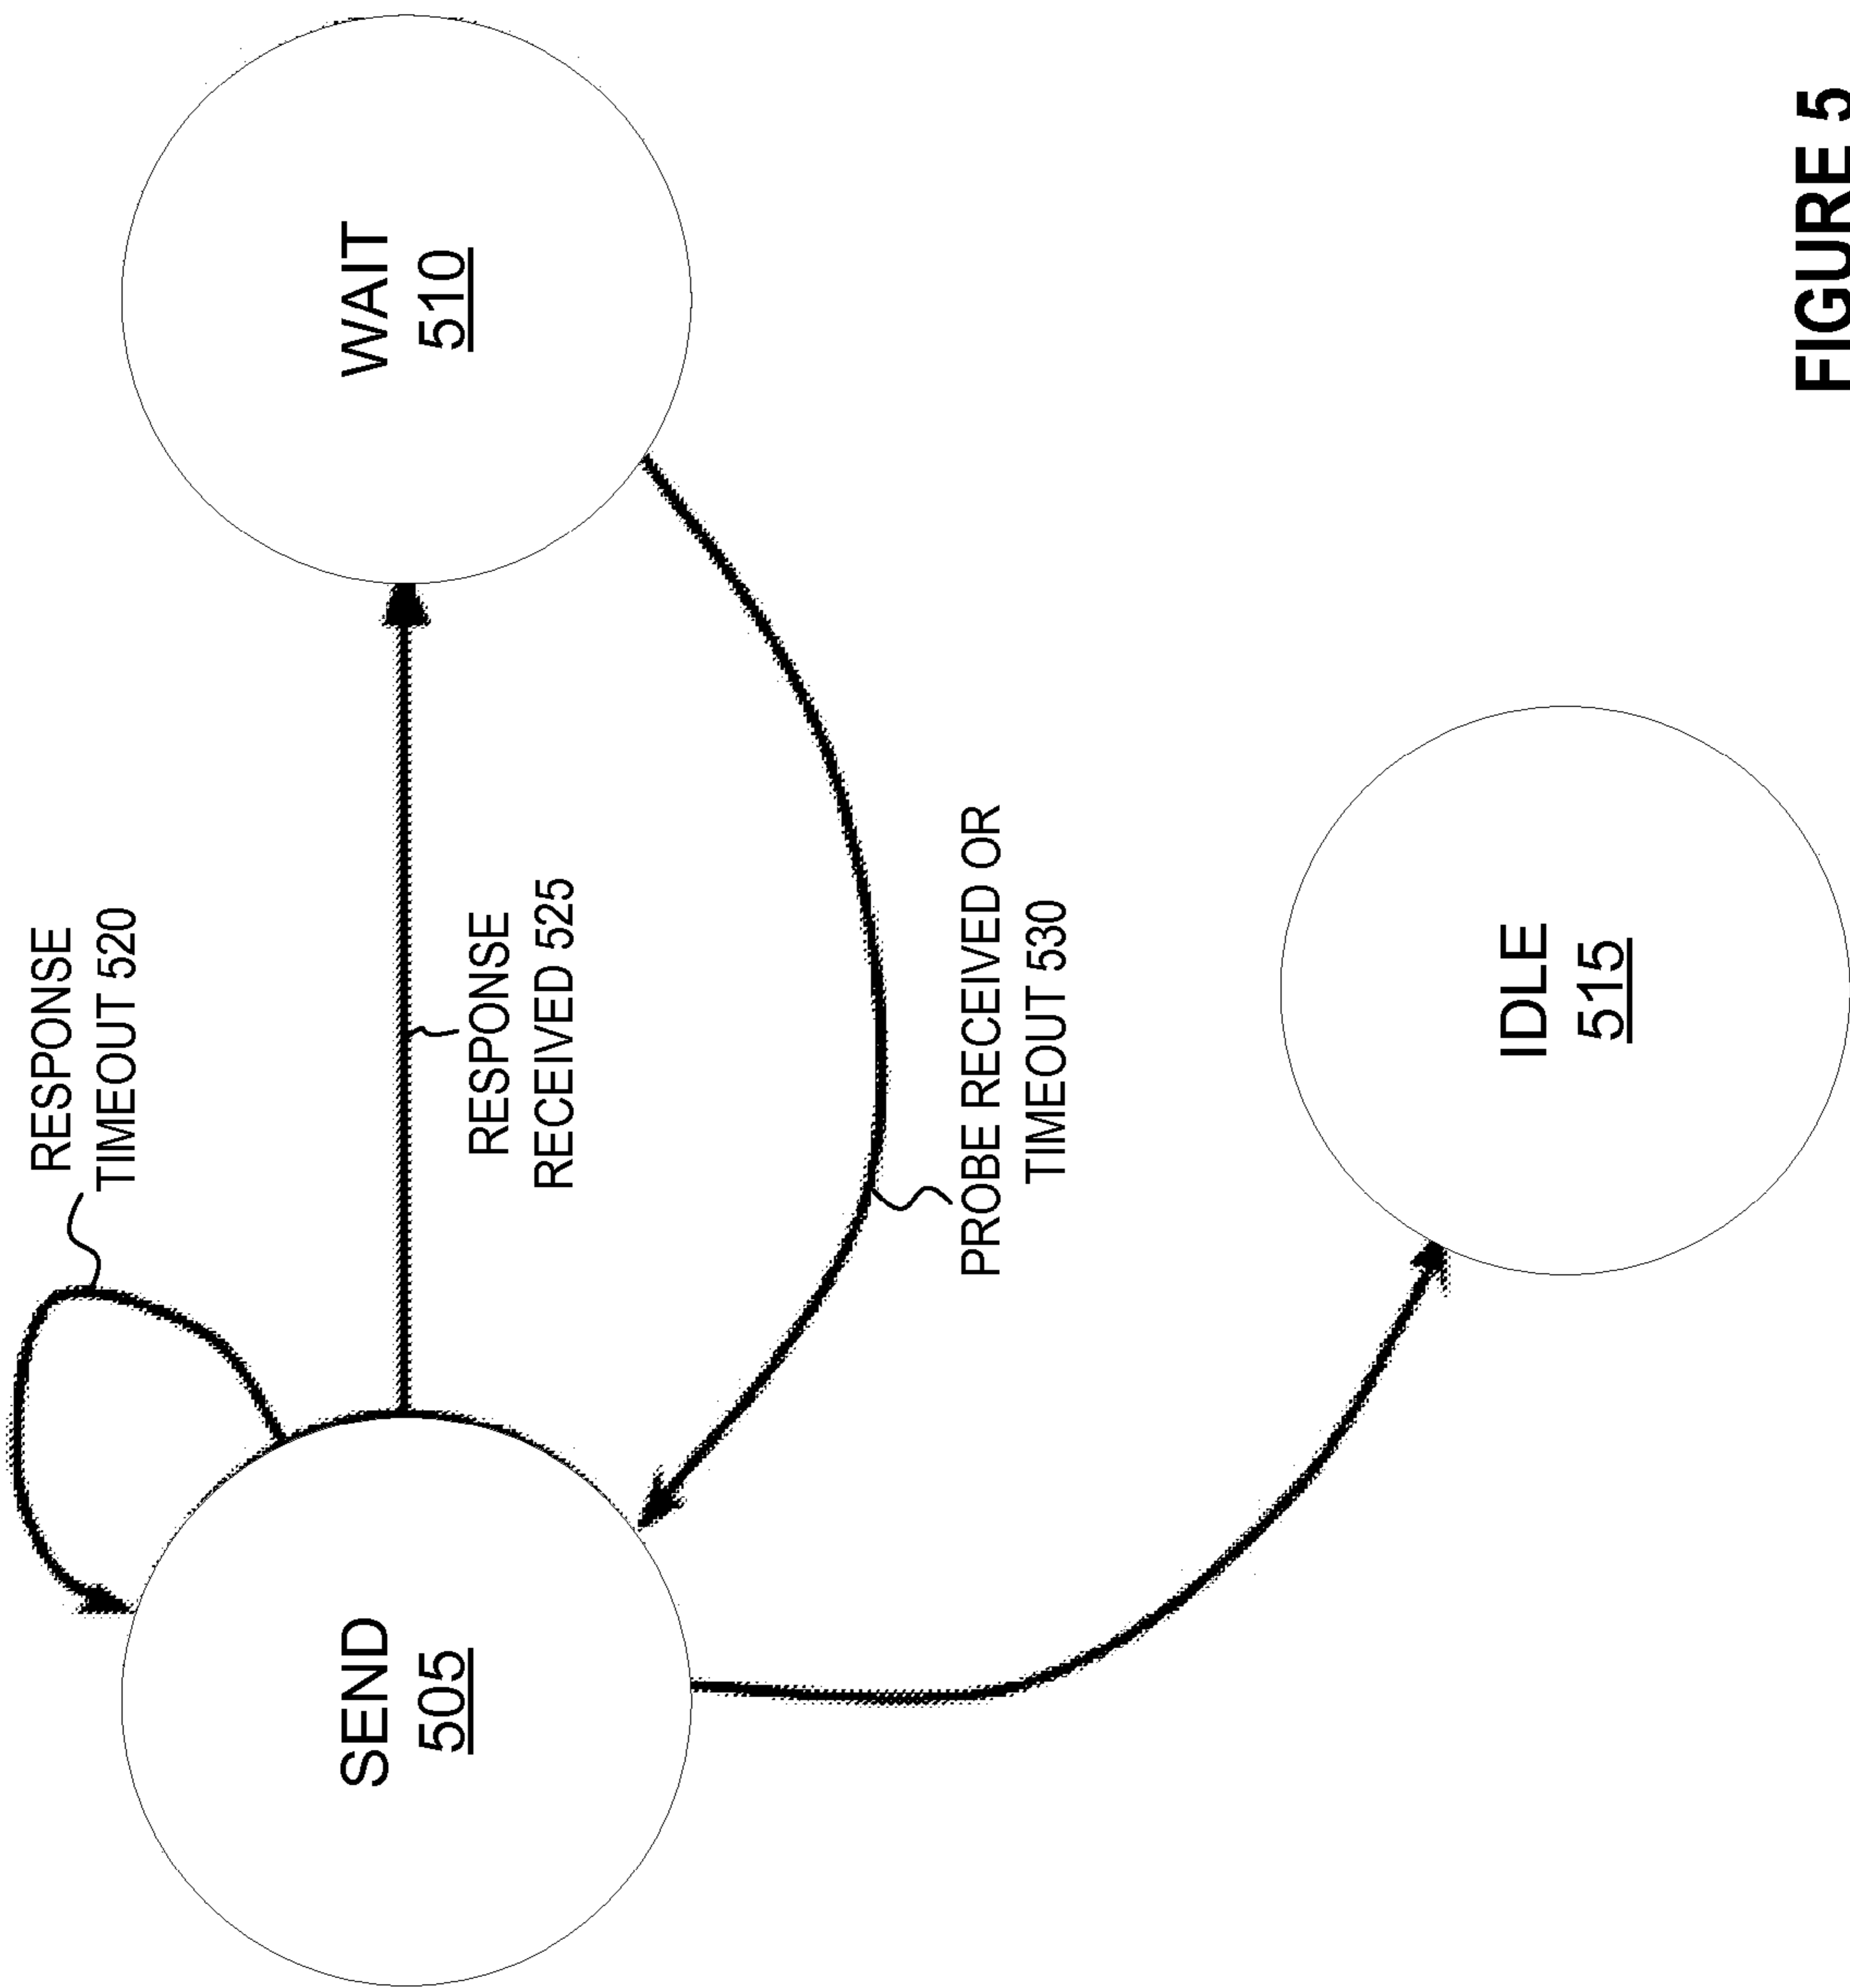 RESPONSE
TIMEOUT 520
SEND
505
WAIT
510
RESPONSE
RECEIVED 525
PROBE RECEIVED OR
TIMEOUT 530
IDLE
515
FIGURE 5